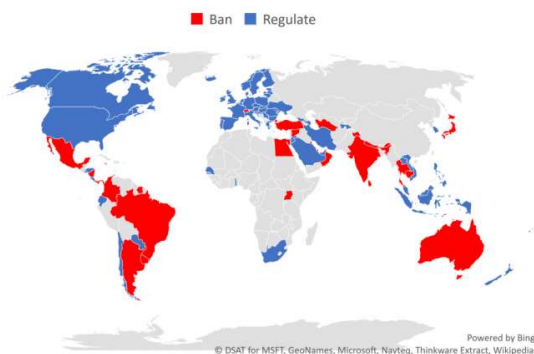 Ban Regulate
Powered by Bing
© DSAT for MSFT, GeoNames, Microsoft, Navteq, Thinkware Extract, Wikipedia